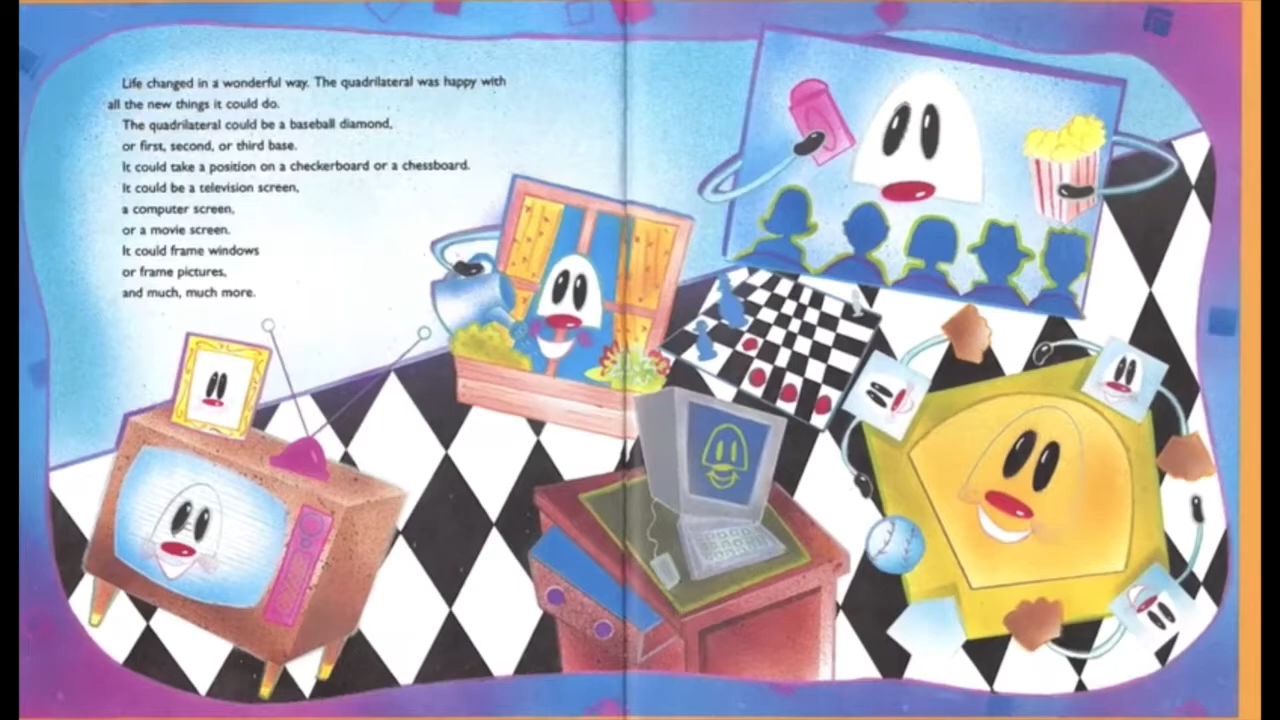 Life changed in a wonderful way. The quadrilateral was happy with
all the new things it could do.
The quadrilateral could be a baseball diamond,
or first, second, or third base.
It could take a position on a checkerboard or a chessboard.
It could be a television screen,
a computer screen,
or a movie screen.
It could frame windows
or frame pictures,
and much, much more.